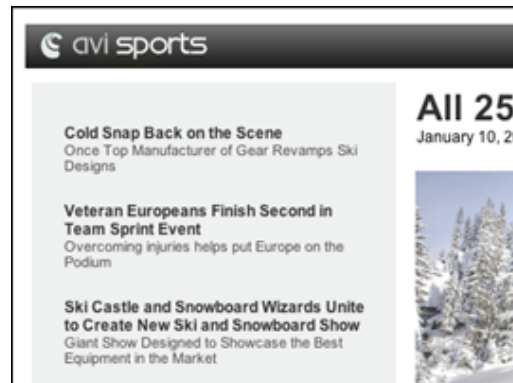 avi sports
Cold Snap Back on the Scene
Once Top Manufacturer of Gear Revamps Ski
Designs
Veteran Europeans Finish Second in
Team Sprint Event
Overcoming injuries helps put Europe on the
Podium
Ski Castle and Snowboard Wizards Unite
to Create New Ski and Snowboard Show
Giant Show Designed to Showcase the Best
Equipment in the Market
All 25
January 10, 2